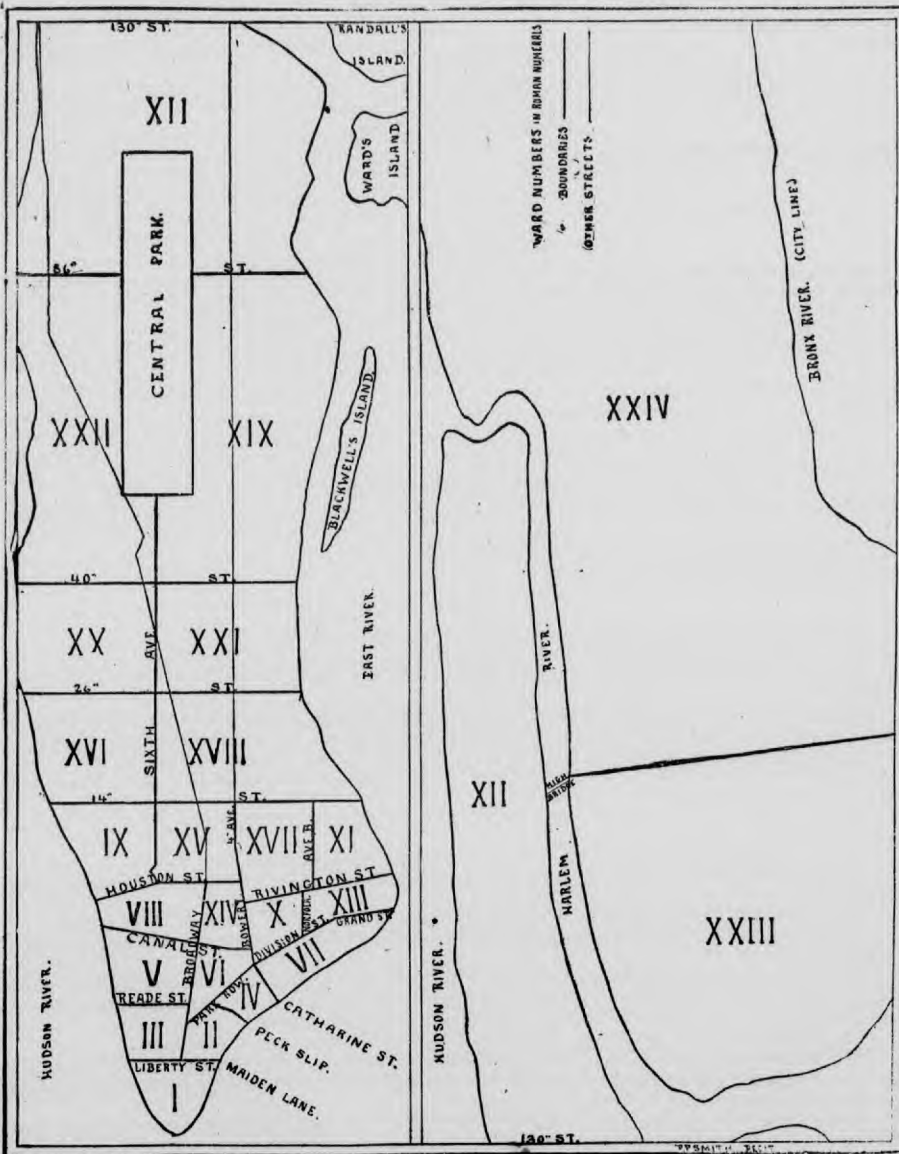 130" ST.
RANDALL'S
ISLAND.
XII
WARD'S
ISLAND
CENTRAL PARK.
86" ST.
XXII
XIX
BLACKWELL'S ISLAND.
40" ST.
XX
AVE
XXI
EAST RIVER.
26" ST.
XVI
SIXTH
XVIII
14" ST.
IX
XV
4" AVE.
XVII
AVE B.
XI
HOUSTON ST.
RIVINGTON ST
VIII
BROADWAY
XIV
BOWERY
X
NORFOLK
XIII
CANAL ST.
DIVISION ST.
GRAND ST.
V
VI
VII
READE ST.
PARK ROW.
IV
III
II
CATHARINE ST.
PECK SLIP.
LIBERTY ST.
MAIDEN LANE.
I
HUDSON RIVER.
WARD NUMBERS IN ROMAN NUMERALS
BOUNDARIES
OTHER STREETS
BRONX RIVER. (CITY LINE)
XXIV
RIVER.
HIGH
BRIDGE
XII
HARLEM
XXIII
HUDSON RIVER.
130" ST.